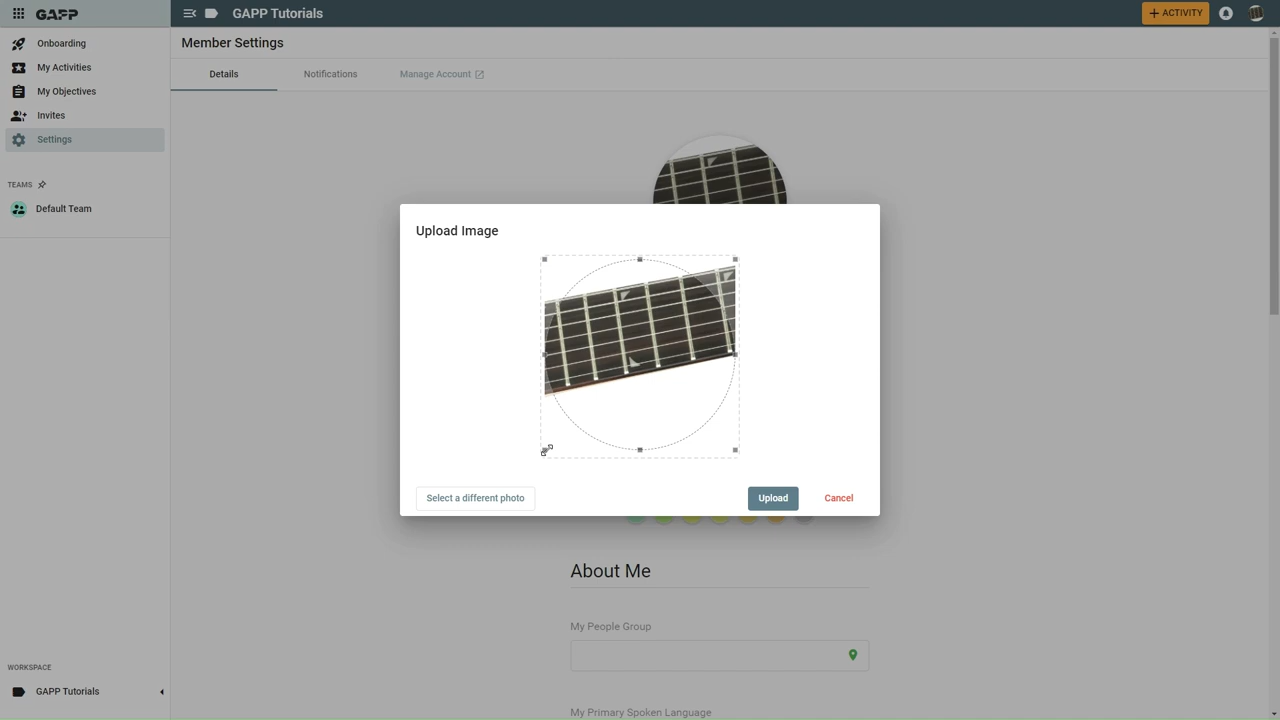 GAPP
GAPP Tutorials
+ ACTIVITY
Onboarding
My Activities
My Objectives
Invites
Settings
TEAMS
Default Team
WORKSPACE
GAPP Tutorials
Member Settings
Details
Notifications
Manage Account
Upload Image
Select a different photo
Upload
Cancel
About Me
My People Group
My Primary Spoken Language